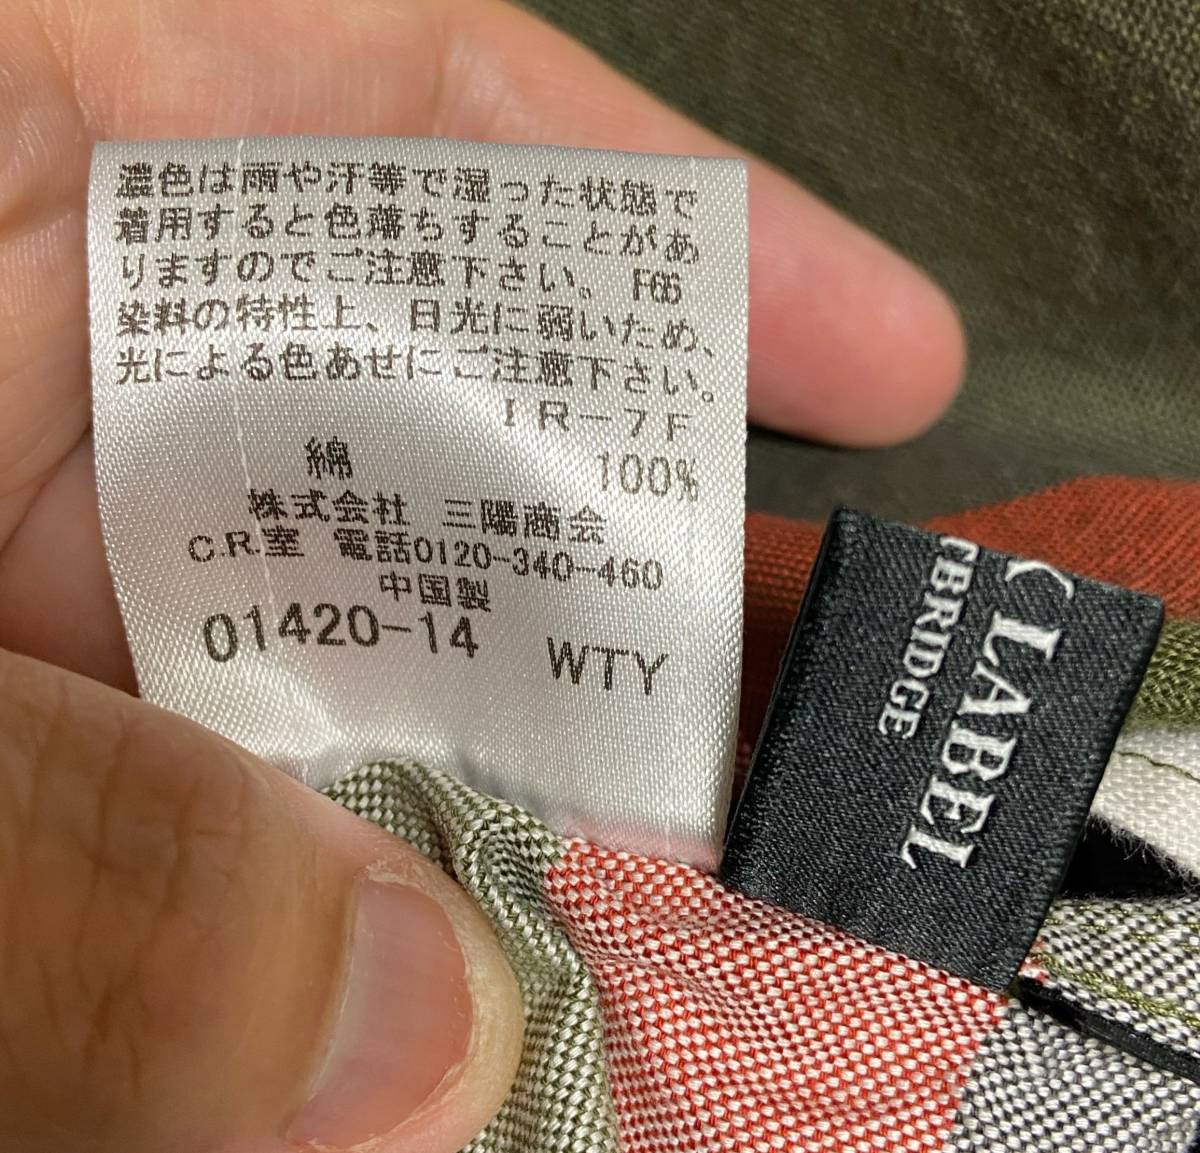 濃色は雨や汗等で湿った状態で
着用すると色落ちすることがあ
りますのでご注意下さい。 F66
染料の特性上、日光に弱いため、
光による色あせにご注意下さい。
IR-7F
綿 100%
株式会社 三陽商会
C.R.室 電話0120-340-460
中国製
01420-14 WTY
K LABEL
TBRIDGE